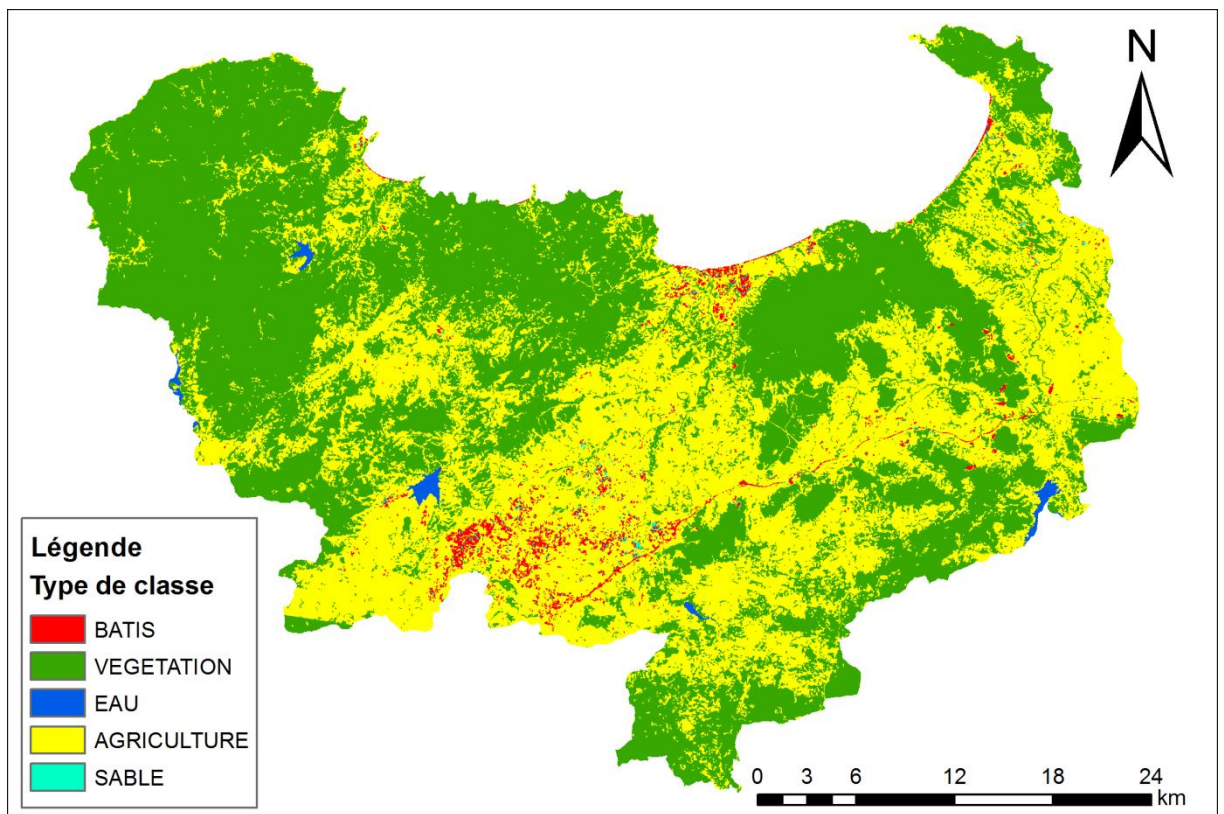 N
Légende
Type de classe
BATIS
VEGETATION
EAU
AGRICULTURE
SABLE
0 3 6 12 18 24
km